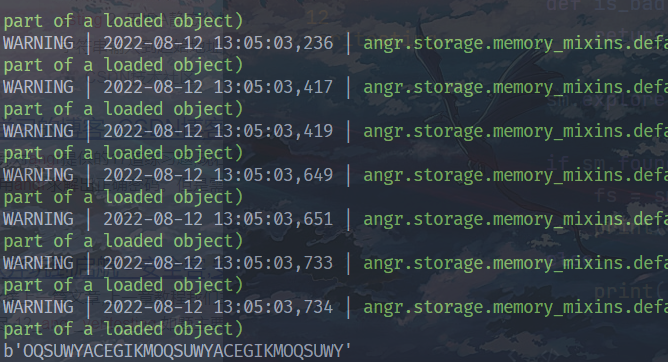 part of a loaded object)
WARNING | 2022-08-12 13:05:03,236 | angr.storage.memory_mixins.defa
part of a loaded object)
WARNING | 2022-08-12 13:05:03,417 | angr.storage.memory_mixins.defa
part of a loaded object)
WARNING | 2022-08-12 13:05:03,419 | angr.storage.memory_mixins.defa
part of a loaded object)
WARNING | 2022-08-12 13:05:03,649 | angr.storage.memory_mixins.defa
part of a loaded object)
WARNING | 2022-08-12 13:05:03,651 | angr.storage.memory_mixins.defa
part of a loaded object)
WARNING | 2022-08-12 13:05:03,733 | angr.storage.memory_mixins.defa
part of a loaded object)
WARNING | 2022-08-12 13:05:03,734 | angr.storage.memory_mixins.defa
part of a loaded object)
b'OQSUWYACEGIKMOQSUWYACEGIKMOQSUWY'